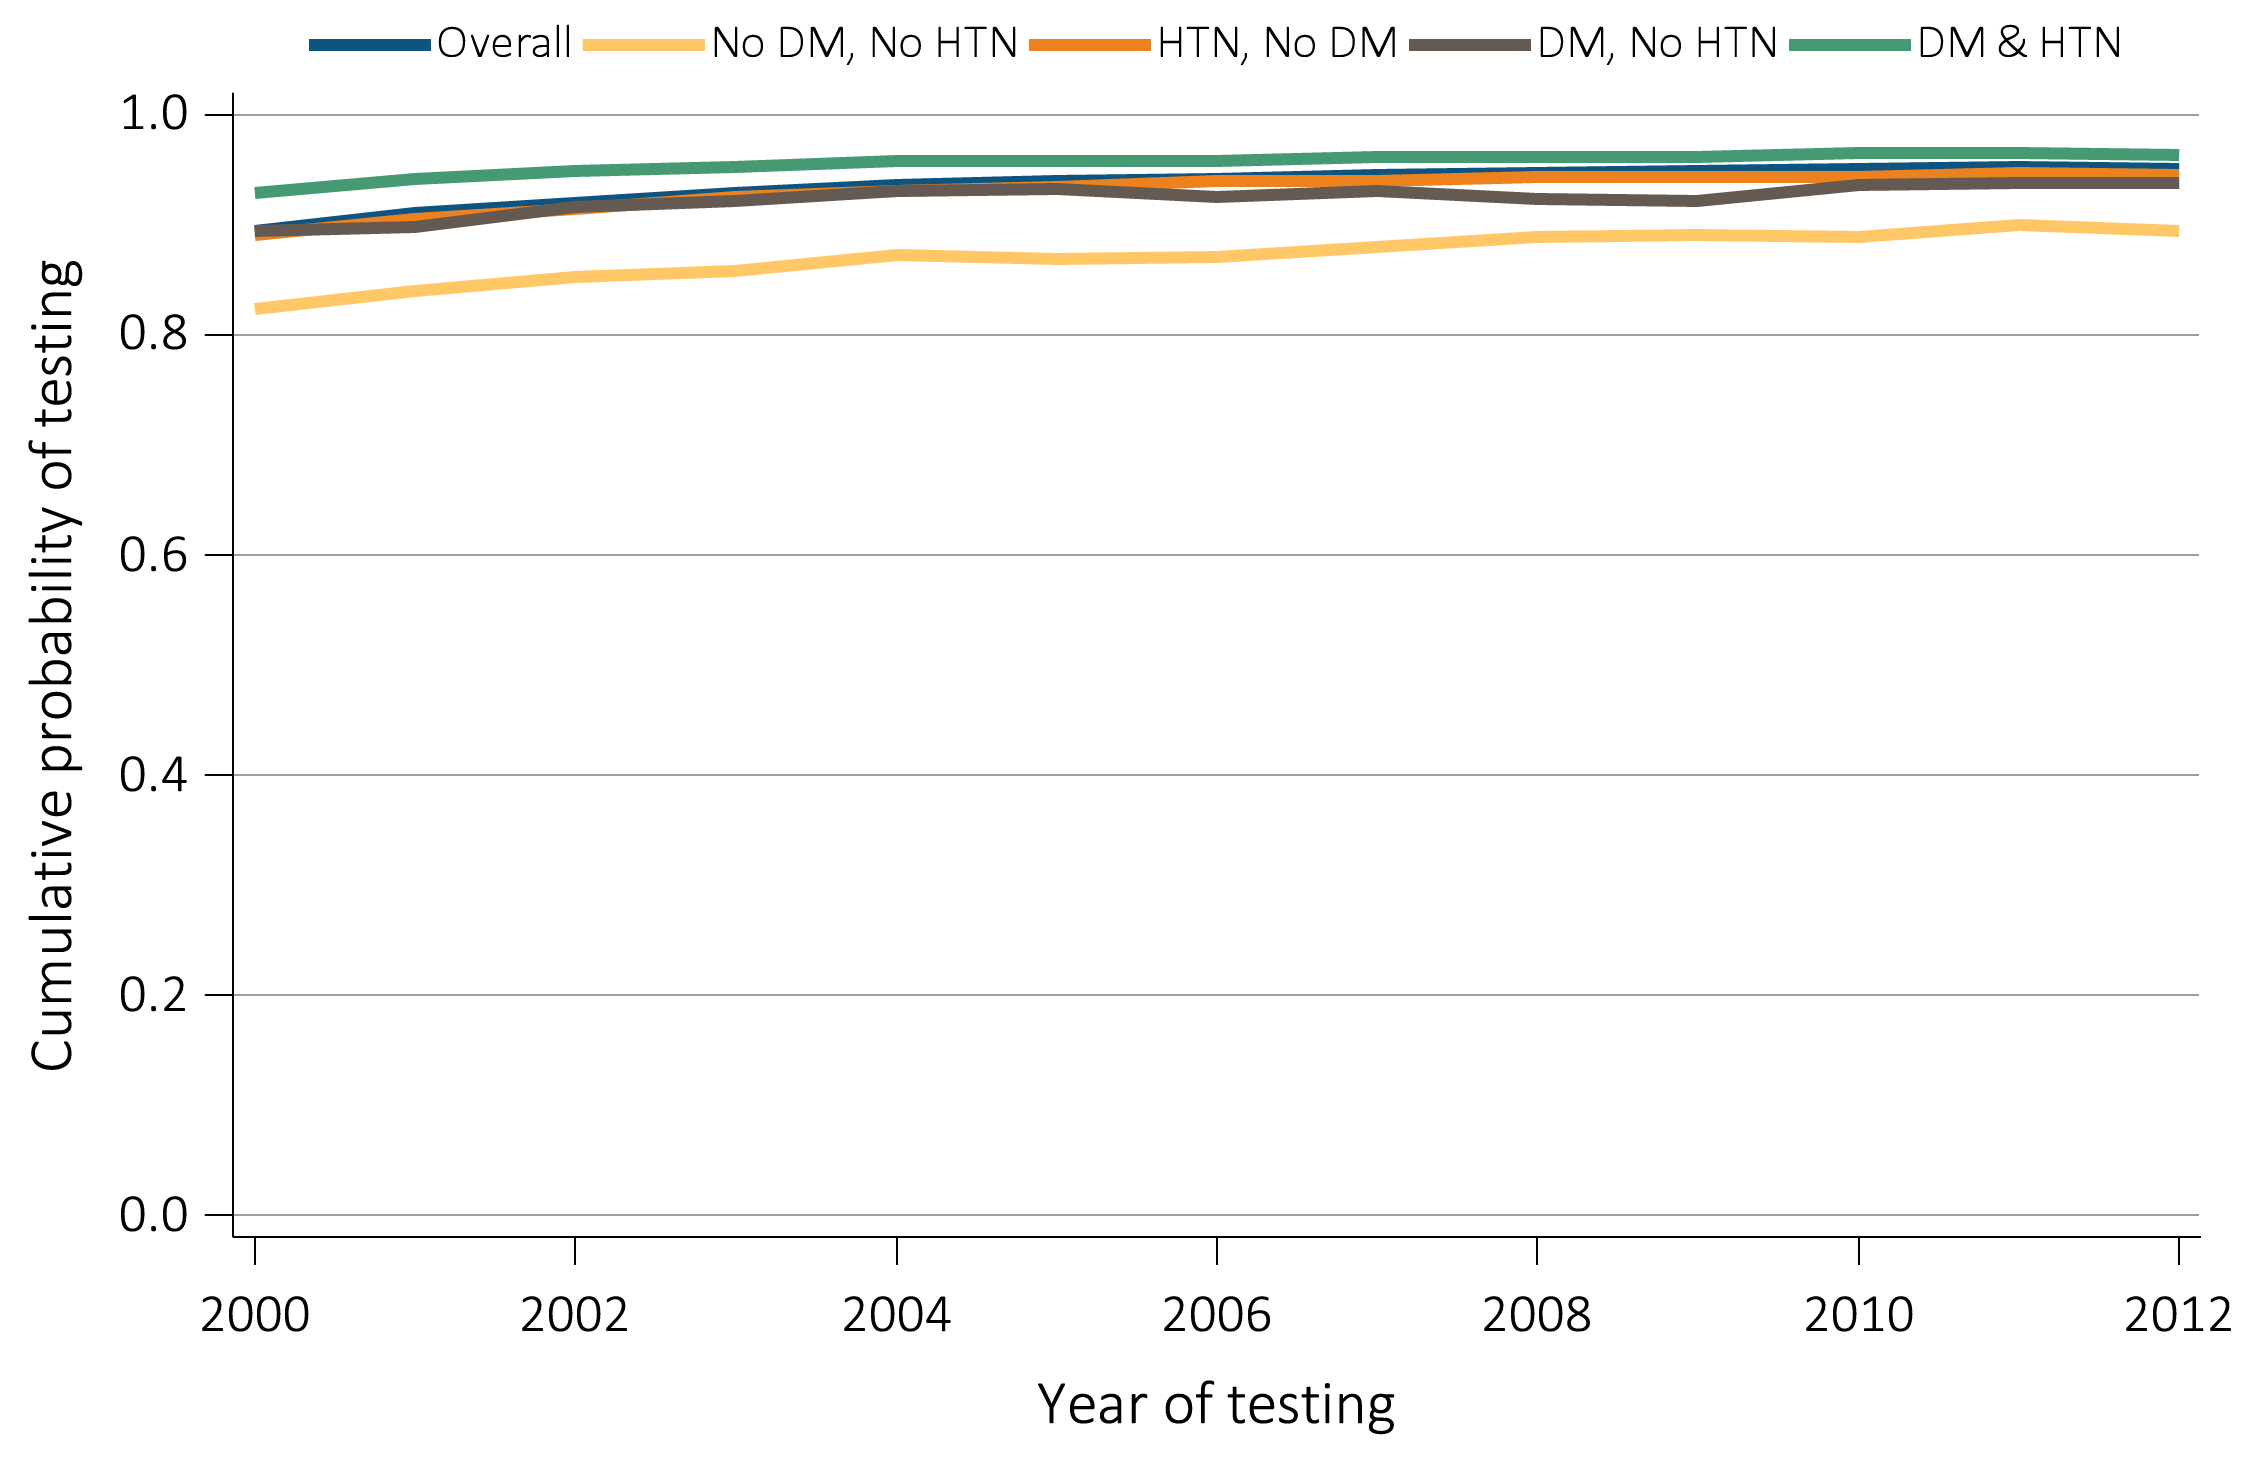 Overall No DM, No HTN HTN, No DM DM, No HTN DM & HTN
Cumulative probability of testing
1.0
0.8
0.6
0.4
0.2
0.0
2000 2002 2004 2006 2008 2010 2012
Year of testing